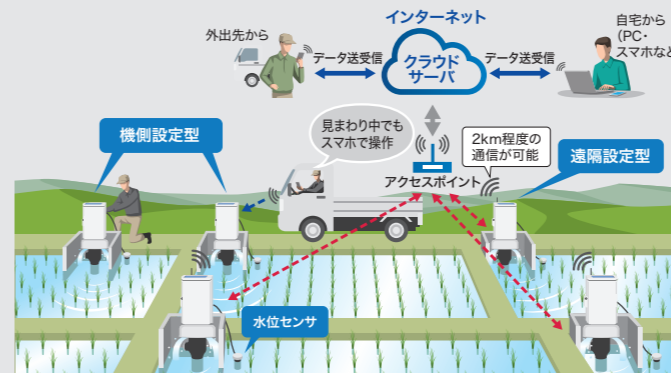 インターネット
外出先から
データ送受信
クラウド
サーバ
データ送受信
自宅から
(PC・
スマホなど
機側設定型
見まわり中でも
スマホで操作
2km程度の
通信が可能
遠隔設定型
アクセスポイント
水位センサ